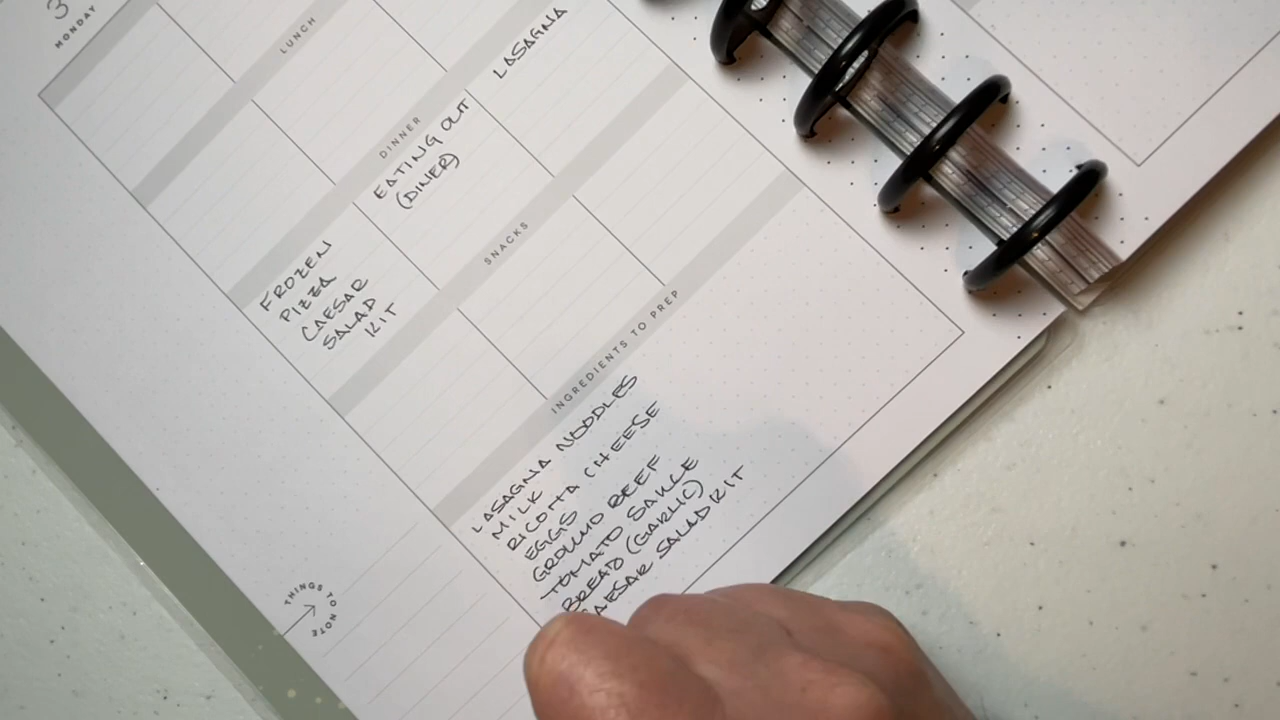 3
MONDAY
LUNCH
DINNER
FROZEN
PIZZA
CAESAR
SALAD
KIT
EATING OUT
(DINER)
LASAGNA
SNACKS
INGREDIENTS TO PREP
LASAGNA NOODLES
MILK
RICOTTA CHEESE
EGGS
GROUND BEEF
TOMATO SAUCE
BREAD (GARLIC)
CAESAR SALAD KIT
THINGS TO NOTE